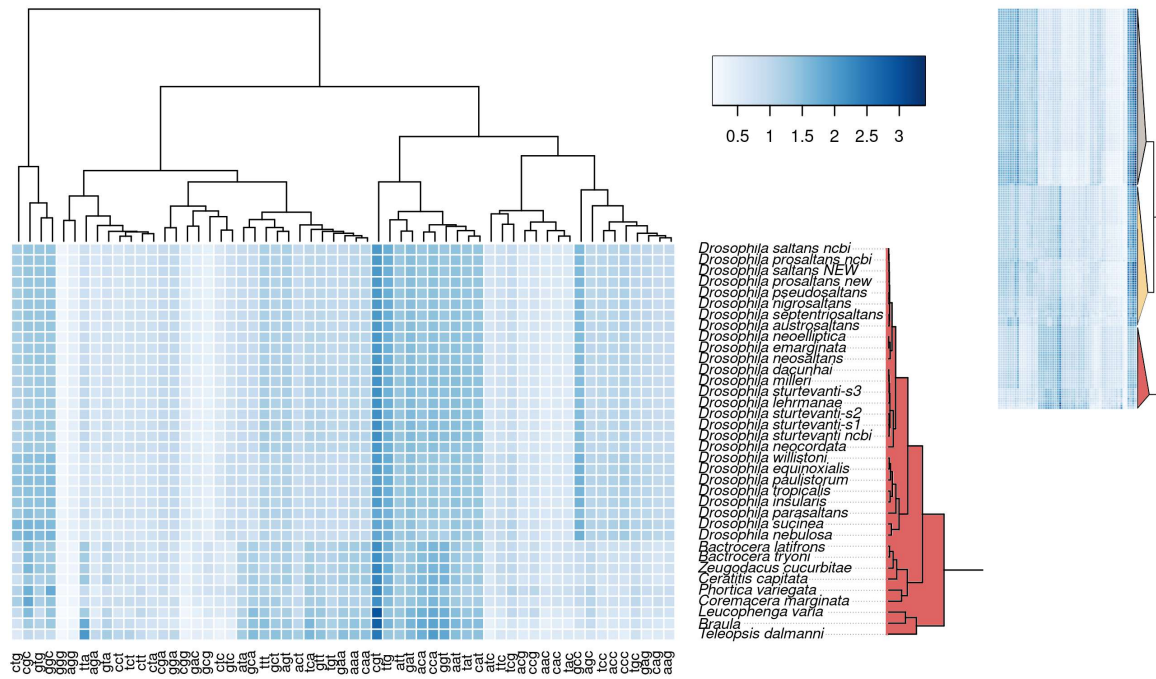 0.5 1 1.5 2 2.5 3
Drosophila saltans ncbi
Drosophila prosaltans ncbi
Drosophila saltans NEW
Drosophila prosaltans new
Drosophila pseudosaltans
Drosophila nigrosaltans
Drosophila septentriosaltans
Drosophila austrosaltans
Drosophila neoelliptica
Drosophila emarginata
Drosophila neosaltans
Drosophila dacunhai
Drosophila milleri
Drosophila sturtevanti-s3
Drosophila lehrmanae
Drosophila sturtevanti-s2
Drosophila sturtevanti-s1
Drosophila sturtevanti ncbi
Drosophila neocordata
Drosophila willistoni
Drosophila equinoxialis
Drosophila paulistorum
Drosophila tropicalis
Drosophila insularis
Drosophila parasaltans
Drosophila sucinea
Drosophila nebulosa
Bactrocera latifrons
Bactrocera tryoni
Zeugodacus cucurbitae
Ceratitis capitata
Phortica variegata
Coremacera marginata
Leucophenga varia
Braula
Teleopsis dalmanni
ctg cgc gtg ggc ggg agg tta aga gta cct tct ctt cta cga gga cgg gac gcg ctc gtc ata gca ttt gct agt act tca gtt tgt gaa aaa caa cgt ttg att gat aca cca ggt aat tat cat atc ttc tcg acg ccg aac cac tac gcc agc tcc acc ccc tgc gag cag aag